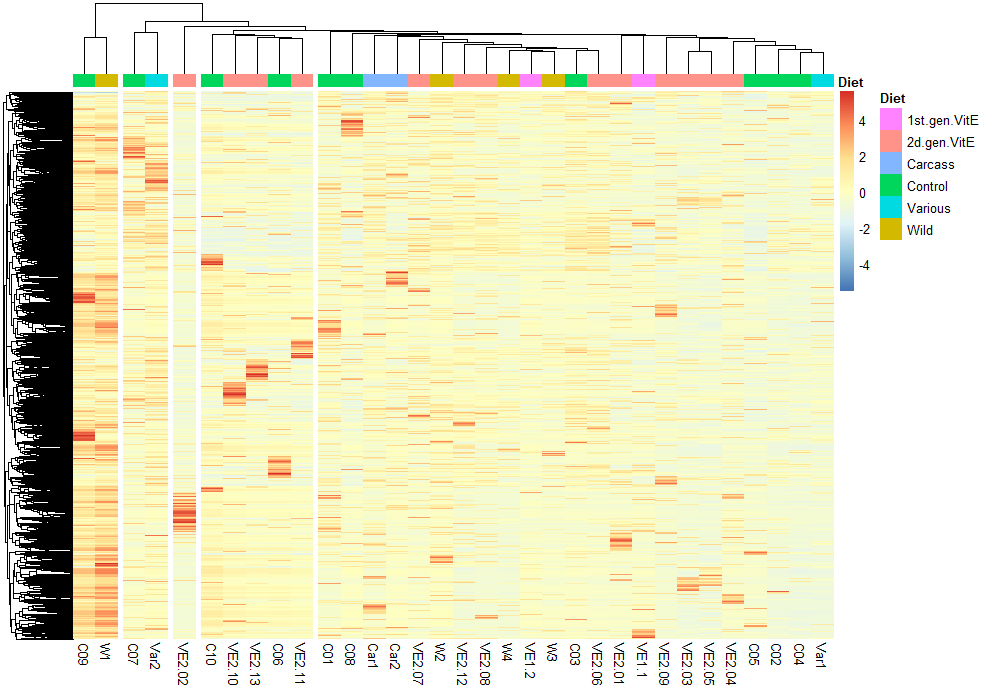 Diet
4
2
0
-2
-4
Diet
1st.gen.VitE
2d.gen.VitE
Carcass
Control
Various
Wild
C09
W1
C07
Var2
VE2.02
C10
VE2.10
VE2.13
C06
VE2.11
C01
C08
Car1
Car2
VE2.07
W2
VE2.12
VE2.08
W4
VE1.2
W3
C03
VE2.06
VE2.01
VE1.1
VE2.09
VE2.03
VE2.05
VE2.04
C05
C02
C04
Var1